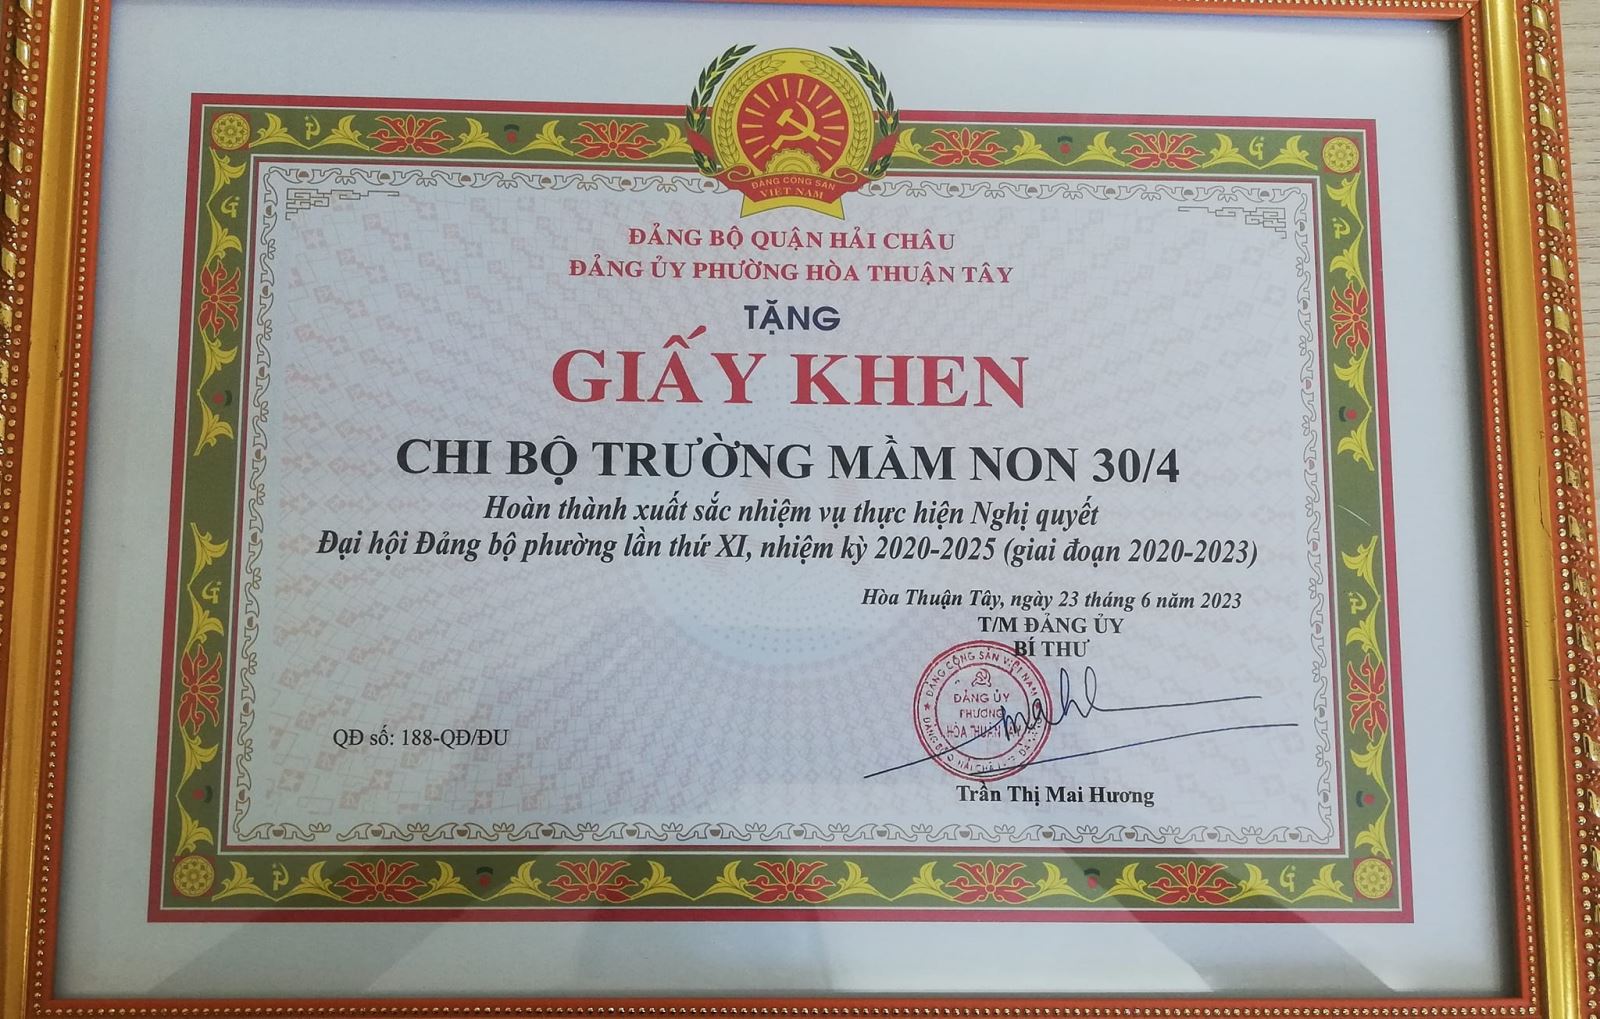 ĐẢNG CỘNG SẢN
VIỆT NAM
ĐẢNG BỘ QUẬN HẢI CHÂU
ĐẢNG ỦY PHƯỜNG HÒA THUẬN TÂY
TẶNG
GIẤY KHEN
CHI BỘ TRƯỜNG MẦM NON 30/4
Hoàn thành xuất sắc nhiệm vụ thực hiện Nghị quyết
Đại hội Đảng bộ phường lần thứ XI, nhiệm kỳ 2020-2025 (giai đoạn 2020-2023)
Hòa Thuận Tây, ngày 23 tháng 6 năm 2023
T/M ĐẢNG ỦY
BÍ THƯ
ĐẢNG CỘNG SẢN VIỆT NAM
ĐẢNG ỦY
PHƯỜNG
HÒA THUẬN TÂY
QĐ số: 188-QĐ/ĐU
Trần Thị Mai Hương